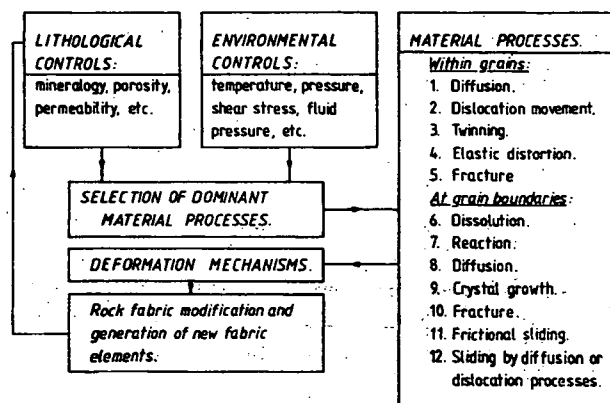 LITHOLOGICAL
CONTROLS:
mineralogy, porosity,
permeability, etc.
ENVIRONMENTAL
CONTROLS:
temperature, pressure,
shear stress, fluid
pressure, etc.
SELECTION OF DOMINANT
MATERIAL PROCESSES.
DEFORMATION MECHANISMS.
Rock fabric modification and
generation of new fabric
elements.
MATERIAL PROCESSES.
Within grains:
1. Diffusion.
2. Dislocation movement.
3. Twinning.
4. Elastic distortion.
5. Fracture
At grain boundaries:
6. Dissolution.
7. Reaction.
8. Diffusion.
9. Crystal growth.
10. Fracture.
11. Frictional sliding.
12. Sliding by diffusion or
dislocation processes.